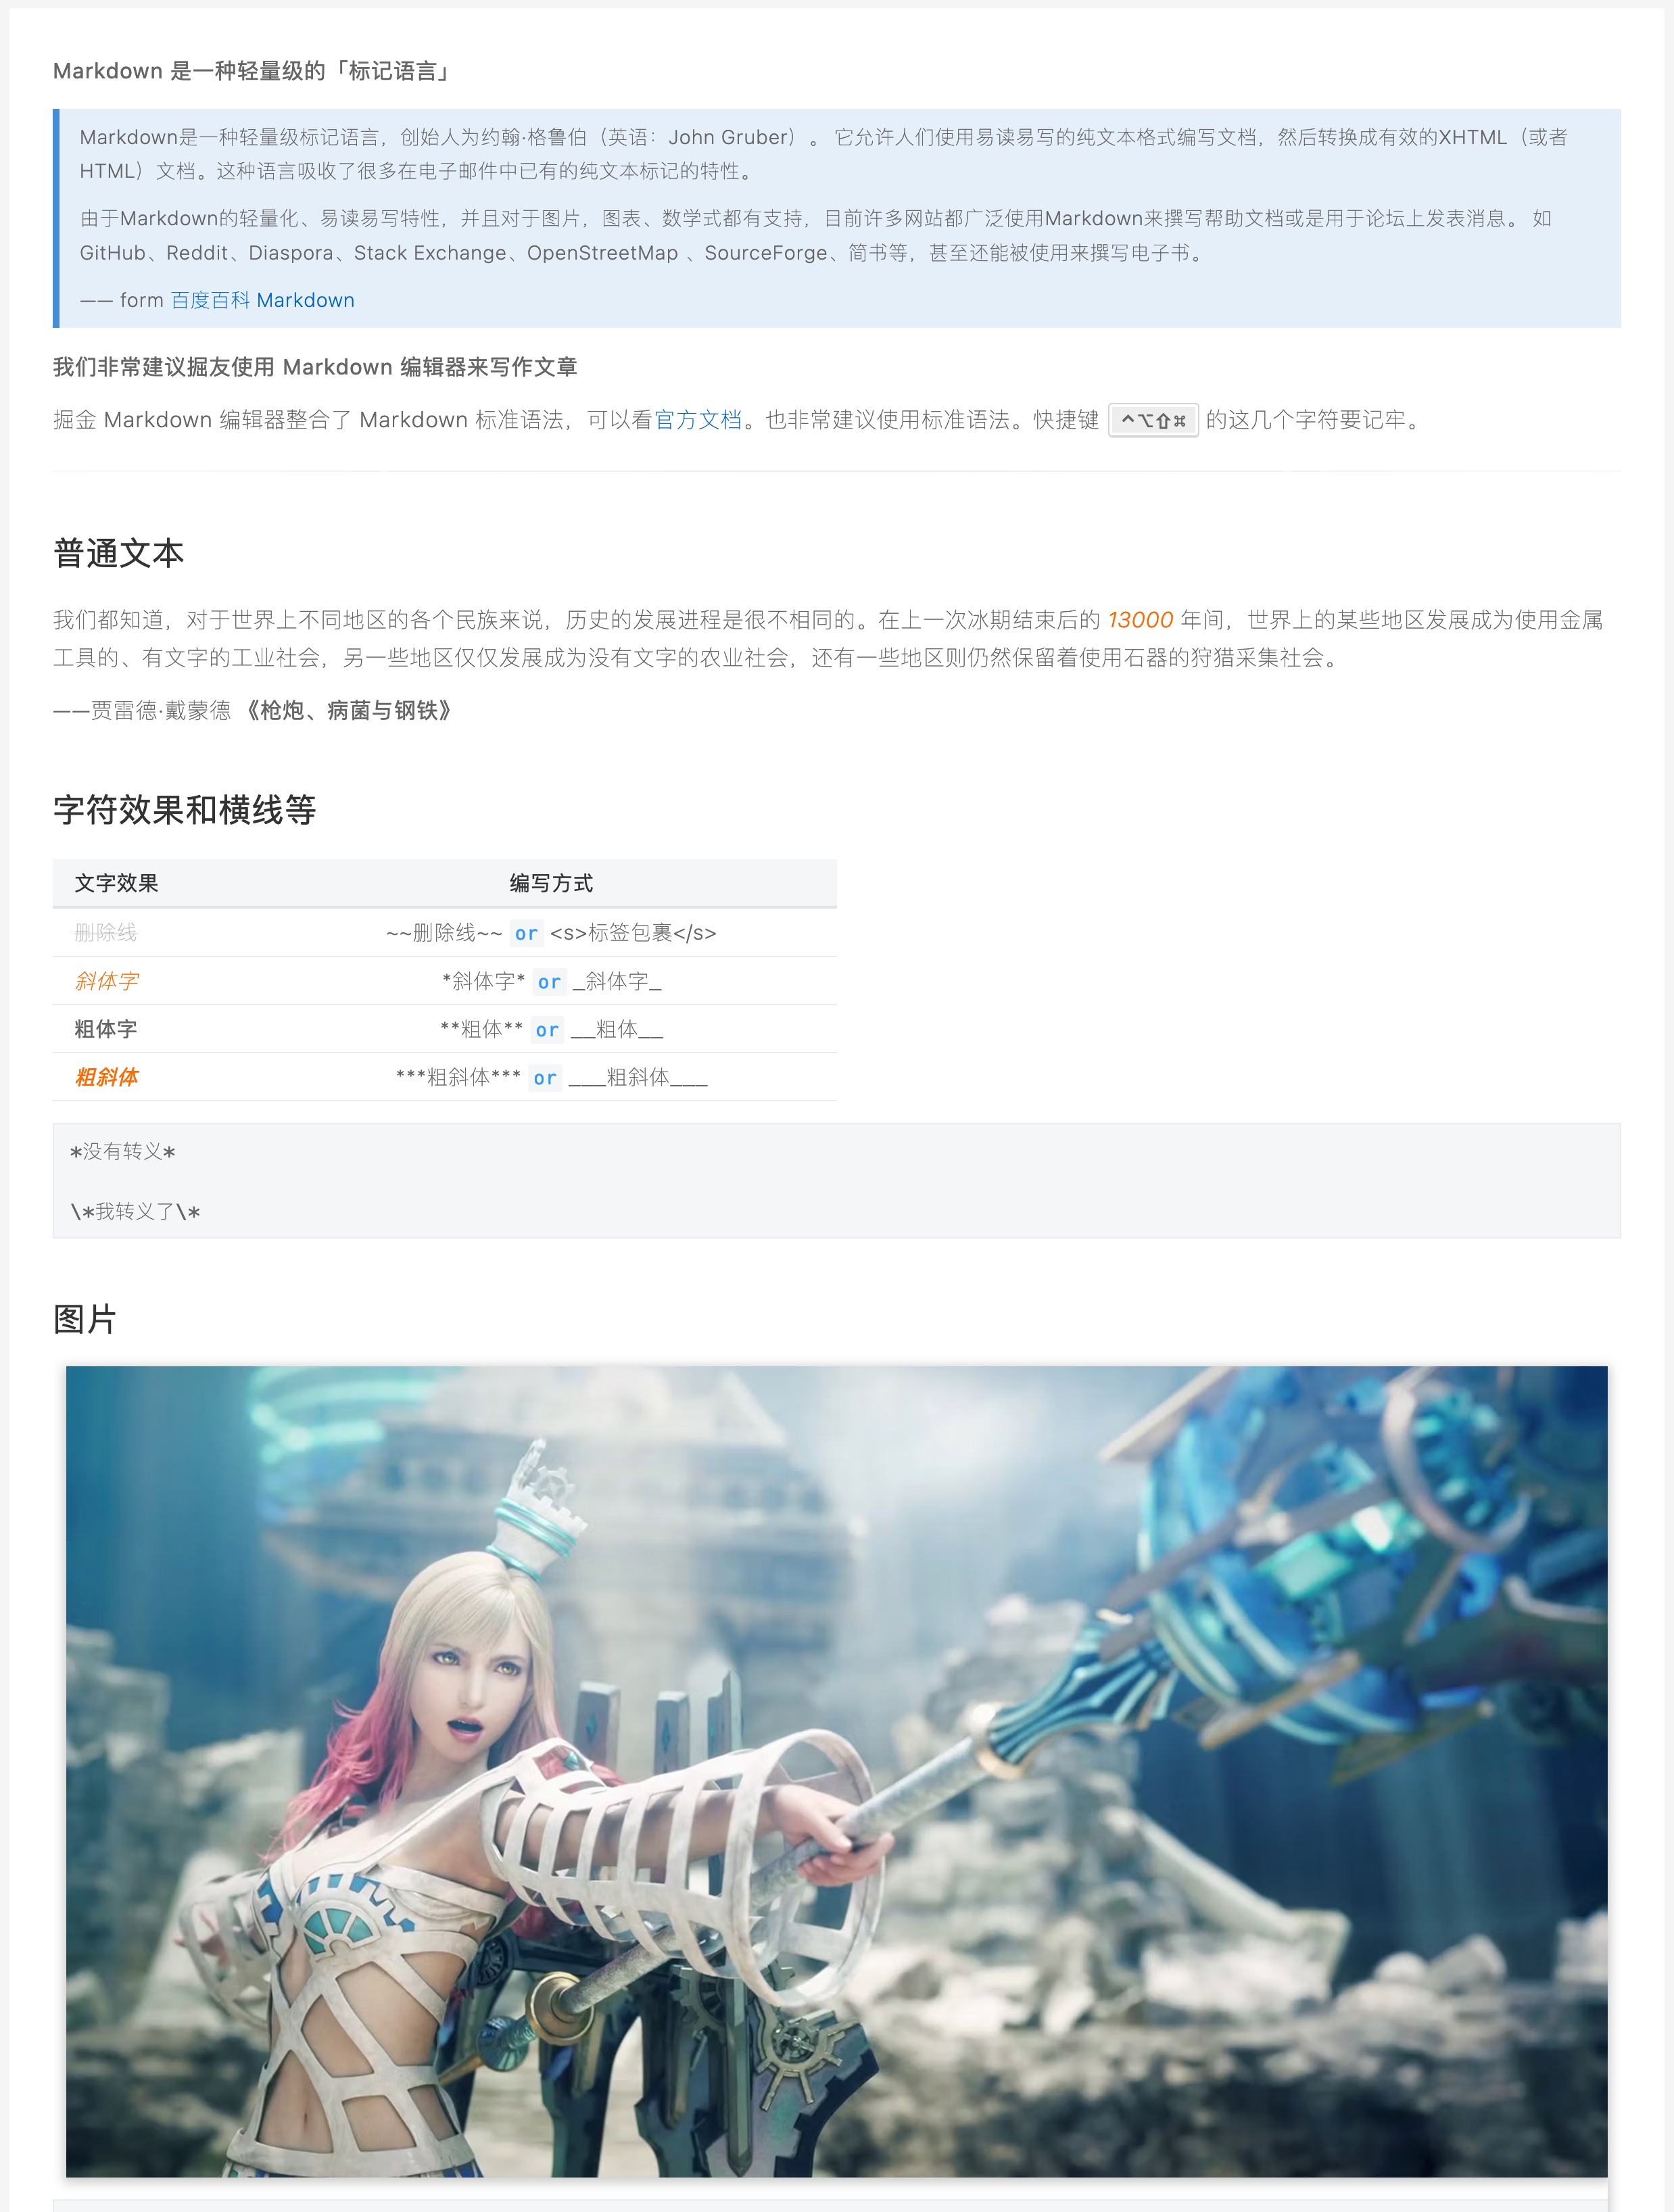 Markdown 是一种轻量级的「标记语言」
Markdown是一种轻量级标记语言，创始人为约翰·格鲁伯（英语：John Gruber）。 它允许人们使用易读易写的纯文本格式编写文档，然后转换成有效的XHTML（或者
HTML）文档。这种语言吸收了很多在电子邮件中已有的纯文本标记的特性。
由于Markdown的轻量化、易读易写特性，并且对于图片，图表、数学式都有支持，目前许多网站都广泛使用Markdown来撰写帮助文档或是用于论坛上发表消息。 如
GitHub、Reddit、Diaspora、Stack Exchange、OpenStreetMap 、SourceForge、简书等，甚至还能被使用来撰写电子书。
—— form 百度百科 Markdown
我们非常建议掘友使用 Markdown 编辑器来写作文章
掘金 Markdown 编辑器整合了 Markdown 标准语法，可以看官方文档。也非常建议使用标准语法。快捷键 ⌃⌥⇧⌘ 的这几个字符要记牢。
普通文本
我们都知道，对于世界上不同地区的各个民族来说，历史的发展进程是很不相同的。在上一次冰期结束后的 13000 年间，世界上的某些地区发展成为使用金属
工具的、有文字的工业社会，另一些地区仅仅发展成为没有文字的农业社会，还有一些地区则仍然保留着使用石器的狩猎采集社会。
——贾雷德·戴蒙德 《枪炮、病菌与钢铁》
字符效果和横线等
文字效果 编写方式
删除线 ~~删除线~~ or <s>标签包裹</s>
斜体字 *斜体字* or _斜体字_
粗体字 **粗体** or __粗体__
粗斜体 ***粗斜体*** or ___粗斜体___
*没有转义*
\*我转义了\*
图片